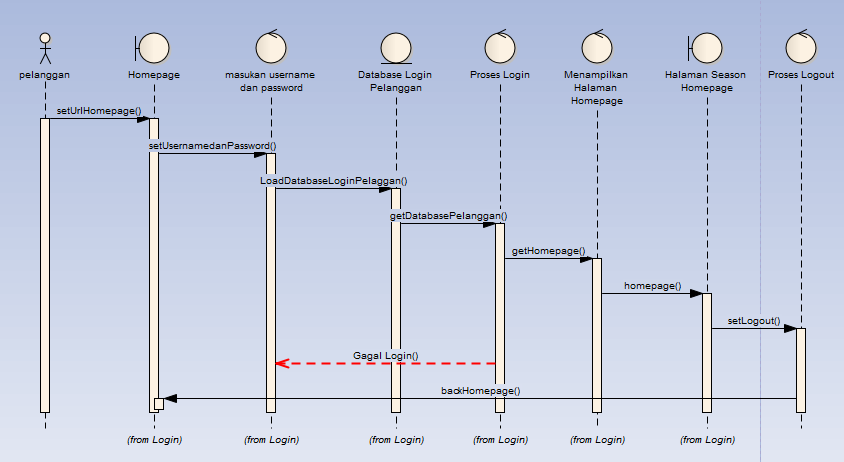 pelanggan
Homepage
masukan username
dan password
Database Login
Pelanggan
Proses Login
Menampilkan
Halaman
Homepage
Halaman Season
Homepage
Proses Logout
setUrlHomepage()
setUsernamedanPassword()
LoadDatabaseLoginPelaggan()
getDatabasePelanggan()
getHomepage()
homepage()
setLogout()
Gagal Login()
backHomepage()
(from Login)
(from Login)
(from Login)
(from Login)
(from Login)
(from Login)